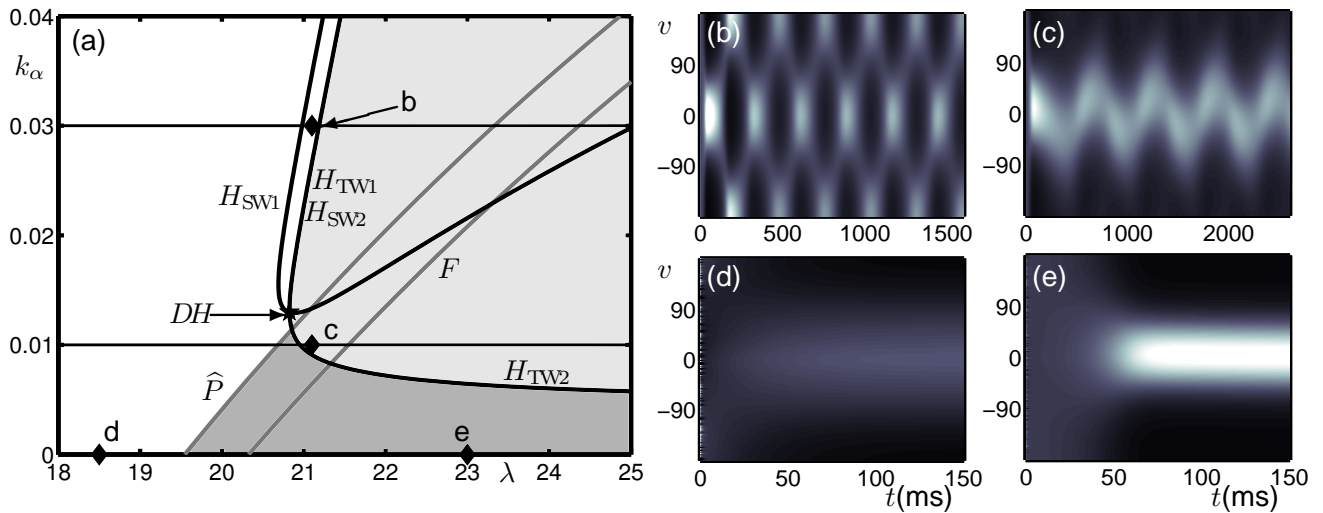 (a)
k_α
0.04
0.03
0.02
0.01
0
18
19
20
21
22
23
24
25
λ
b
H_SW1
H_TW1
H_SW2
F
DH
c
P̂
H_TW2
d
e
v
(b)
90
0
−90
0
500
1000
1500
(c)
90
0
−90
0
1000
2000
v
(d)
90
0
−90
0
50
100
150
t(ms)
(e)
90
0
−90
0
50
100
150
t(ms)